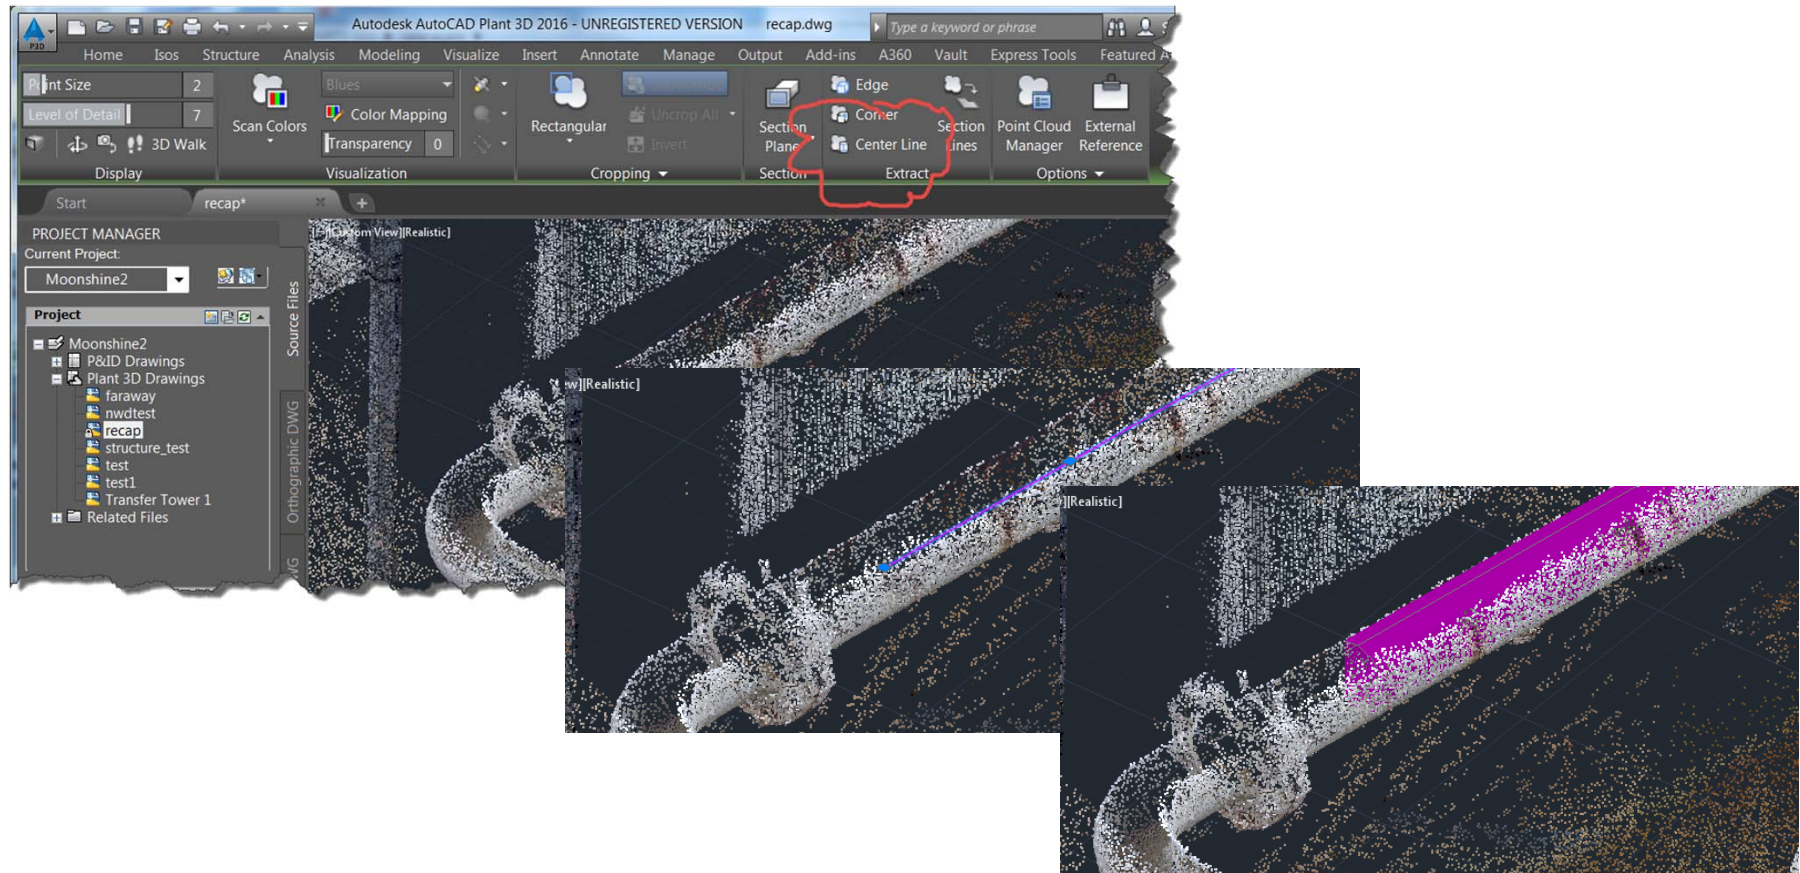 Autodesk AutoCAD Plant 3D 2016 - UNREGISTERED VERSION recap.dwg Type a keyword or phrase
P3D
Home Isos Structure Analysis Modeling Visualize Insert Annotate Manage Output Add-ins A360 Vault Express Tools Featured A
Point Size 2
Level of Detail 7
3D Walk
Display
Scan Colors
Blues
Color Mapping
Transparency 0
Visualization
Rectangular
Uncrop All
Invert
Cropping
Section
Plane
Section
Edge
Corner
Center Line
Section
Lines
Extract
Point Cloud
Manager
External
Reference
Options
Start recap*
PROJECT MANAGER
Current Project:
Moonshine2
Project
Moonshine2
P&ID Drawings
Plant 3D Drawings
faraway
nwdtest
recap
structure_test
test
test1
Transfer Tower 1
Related Files
Source Files
Orthographic DWG
WG
[-][Custom View][Realistic]
ew][Realistic]
][Realistic]